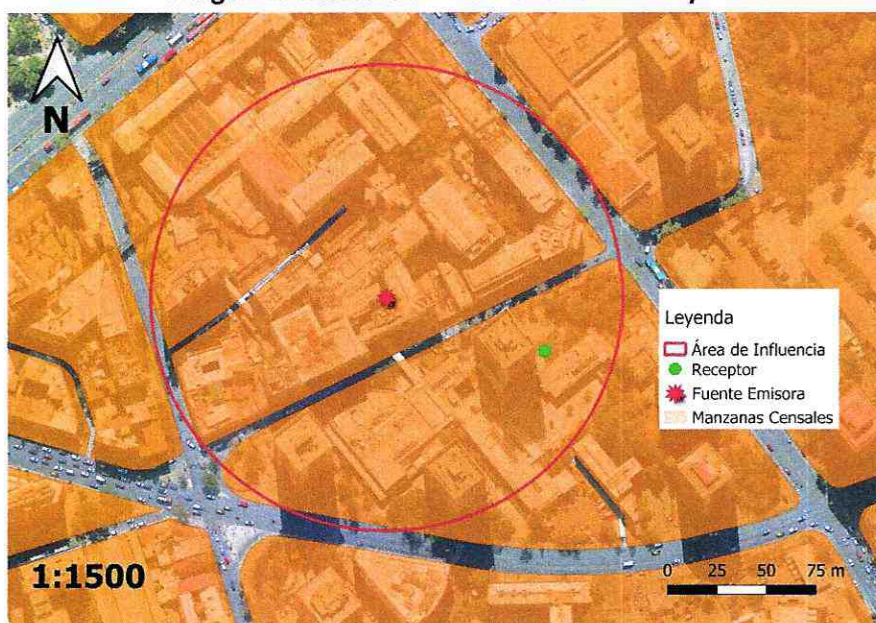 N
Leyenda
Área de Influencia
Receptor
Fuente Emisora
Manzanas Censales
1:1500
0 25 50 75 m